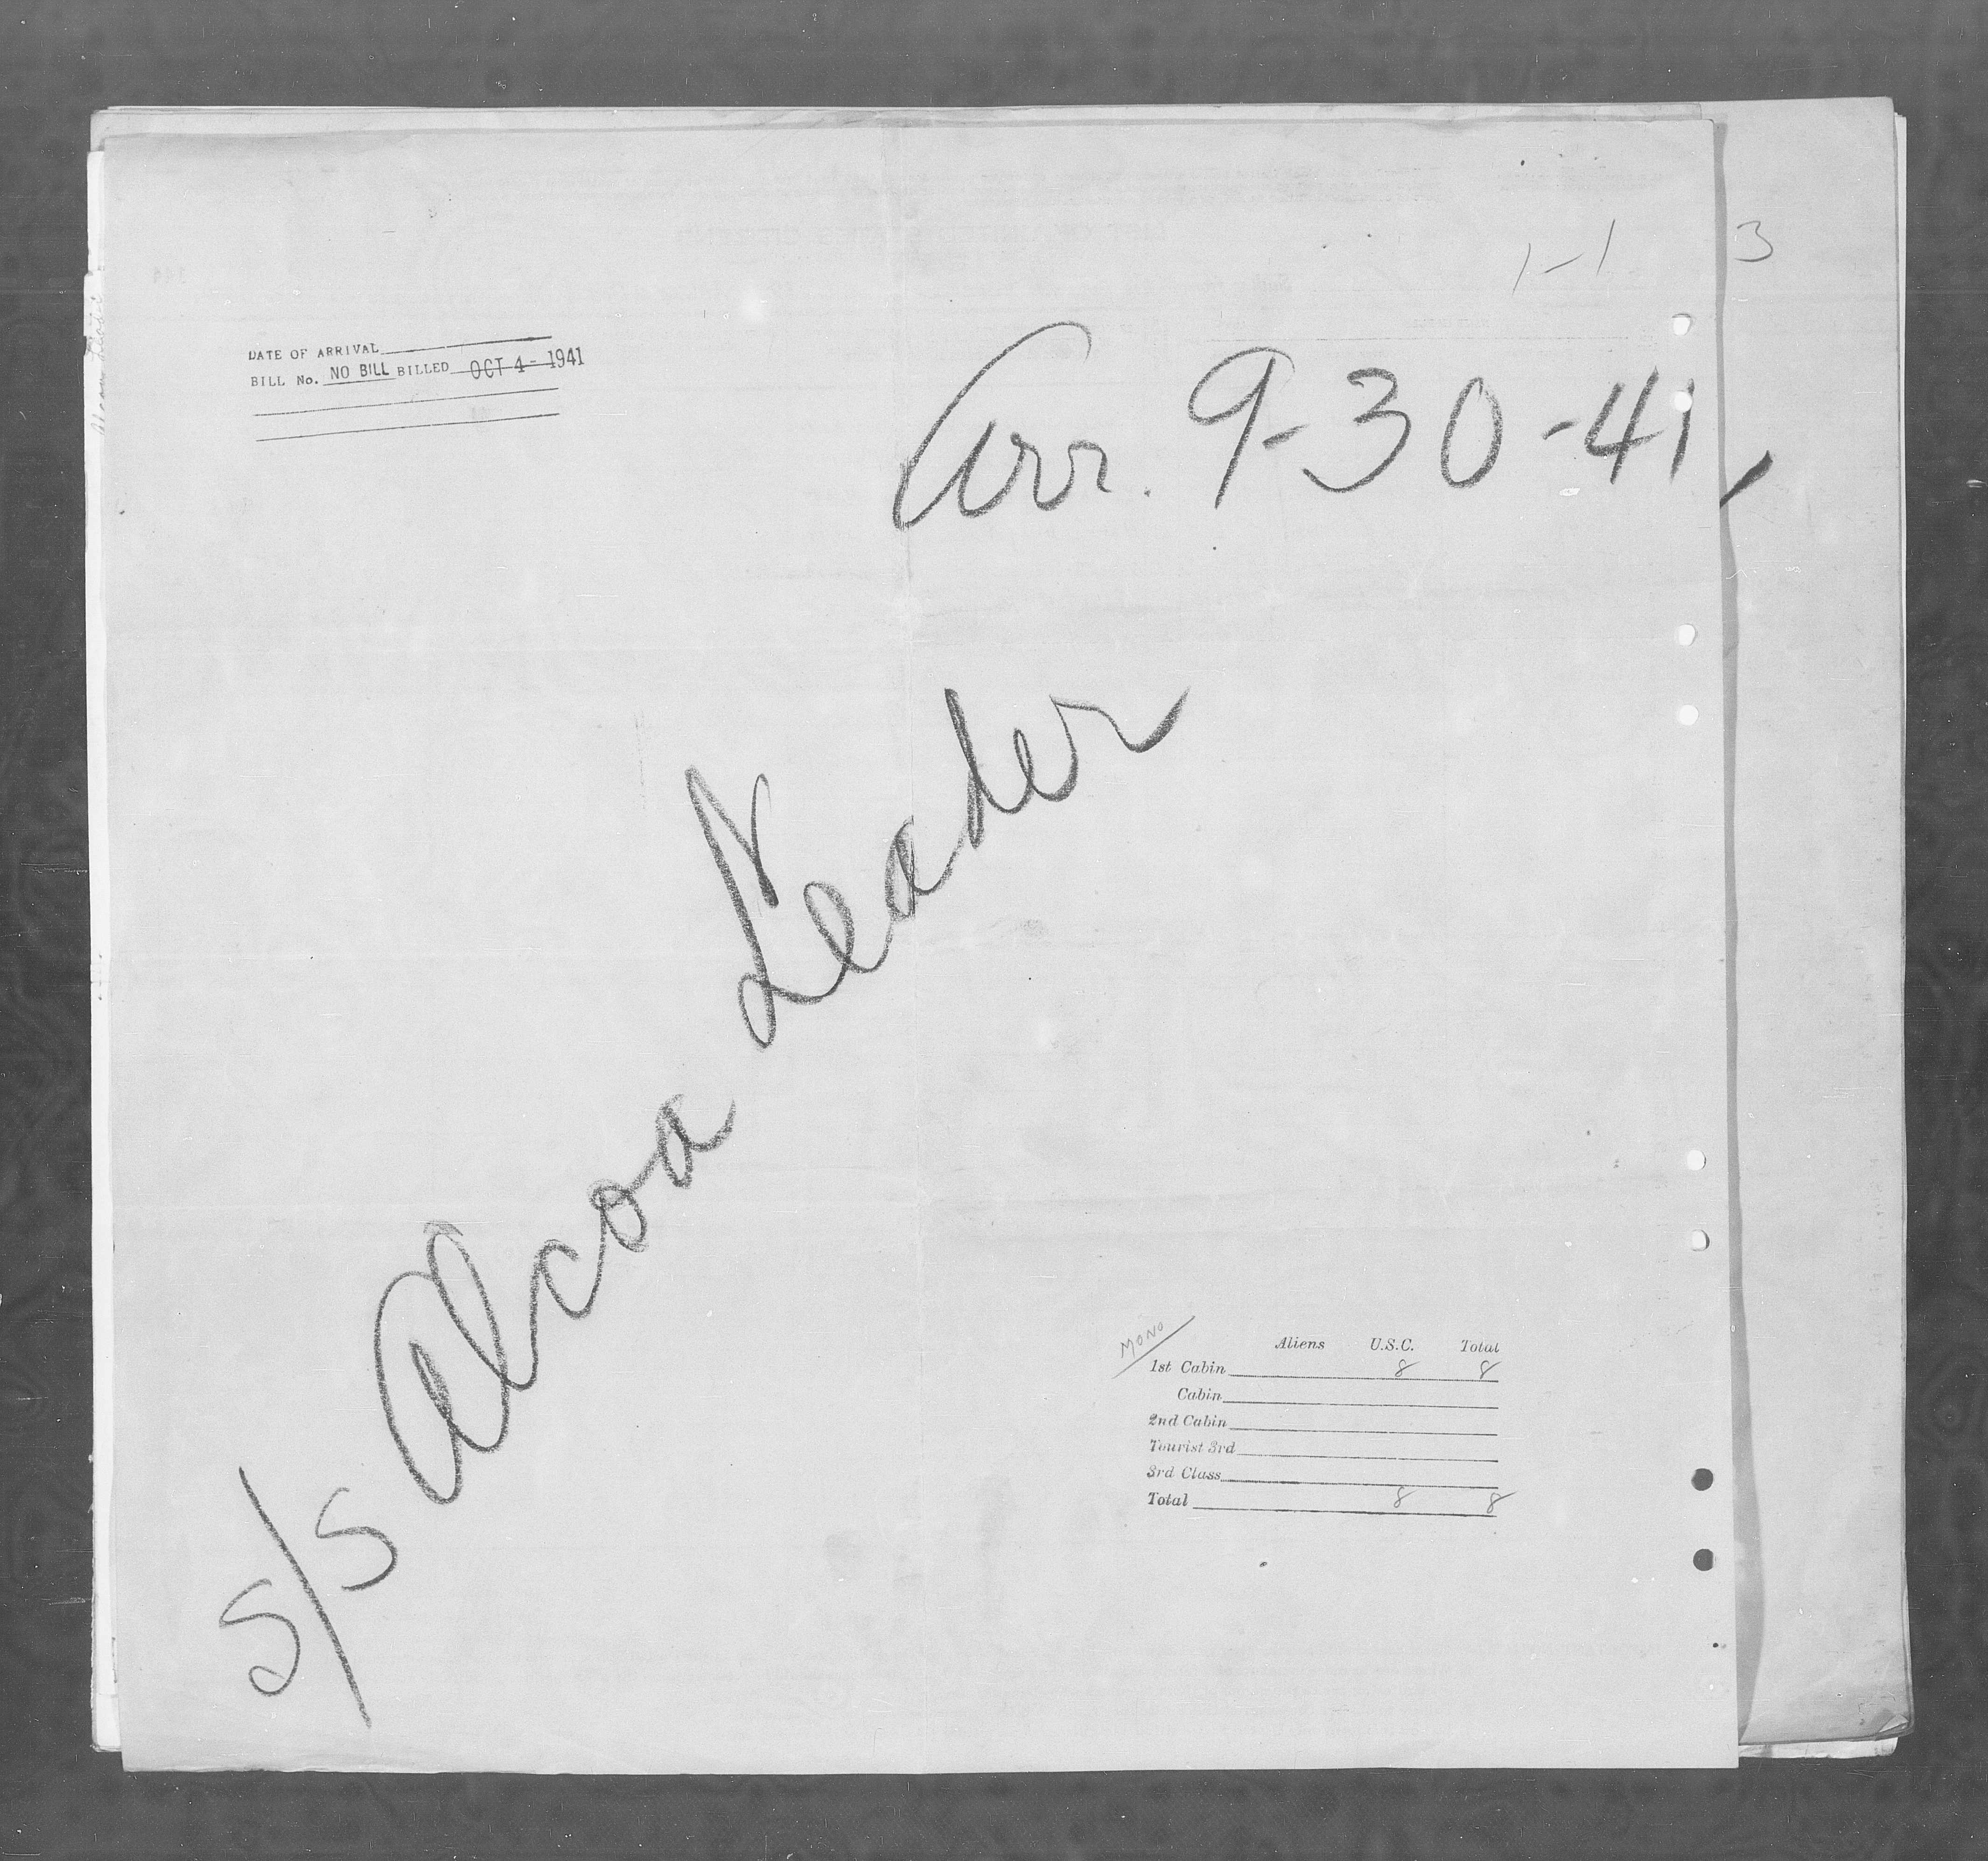 1-1 3
DATE OF ARRIVAL
BILL No. NO BILL BILLED OCT 4 - 1941
Arr. 9-30-41
S/S Alcoa Leader
MONO
Aliens U.S.C. Total
1st Cabin 8 8
Cabin
2nd Cabin
Tourist 3rd
3rd Class
Total 8 8